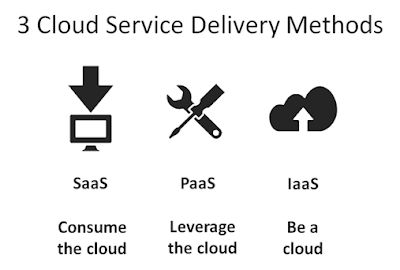 3 Cloud Service Delivery Methods
SaaS
PaaS
IaaS
Consume
the cloud
Leverage
the cloud
Be a
cloud